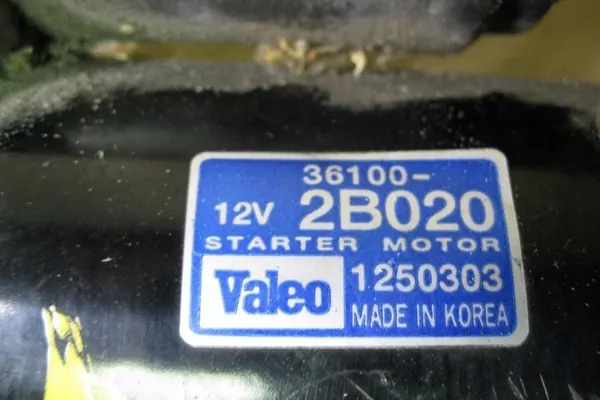 36100-
12V 2B020
STARTER MOTOR
Valeo 1250303
MADE IN KOREA